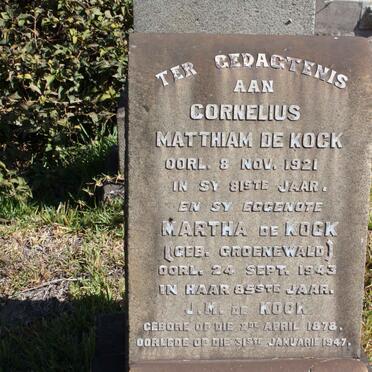 TER GEDAGTENIS
AAN
CORNELIUS
MATTHIAM DE KOCK
OORL. 8 NOV. 1921
IN SY 81STE JAAR.
EN SY EGGENOTE
MARTHA DE KOCK
(GEB. GROENEWALD)
OORL. 24 SEPT. 1943
IN HAAR 85STE JAAR.
J.M. DE KOCK
GEBORE OP DIE 2DE APRIL 1878.
OORLEDE OP DIE 31STE JANUARIE 1947.